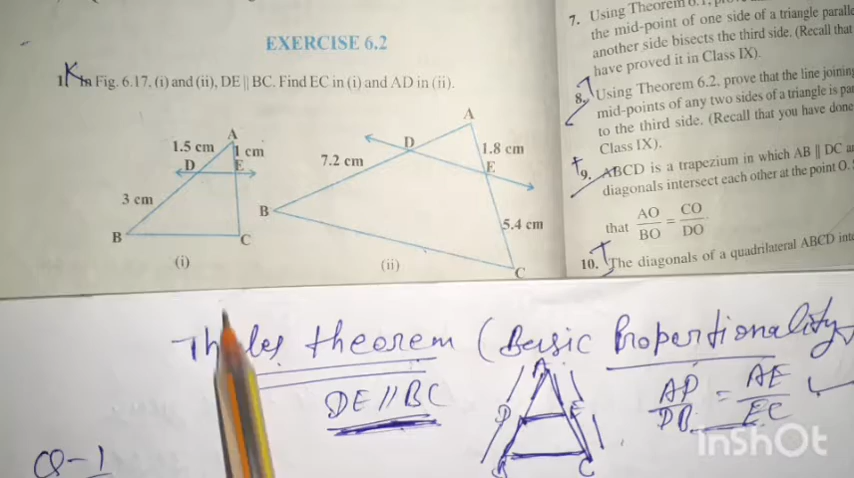 EXERCISE 6.2
1. In Fig. 6.17, (i) and (ii), DE || BC. Find EC in (i) and AD in (ii).
A
1.5 cm
1 cm
D
E
3 cm
B
C
(i)
A
D
1.8 cm
7.2 cm
E
B
5.4 cm
C
(ii)
7. Using Theorem 6.1,
the mid-point of one side of a triangle
another side bisects the third side. (Recall that
have proved it in Class IX).
8. Using Theorem 6.2, prove that the line joining
mid-points of any two sides of a triangle is
to the third side. (Recall that you have done
Class IX).
9. ABCD is a trapezium in which AB || DC
diagonals intersect each other at the point O.
that AO/BO = CO/DO.
10. The diagonals of a quadrilateral ABCD
theorem (Basic Propertionality
DE // BC
A
D
E
B
C
AD/DB = AE/EC
Q-1
InShOt